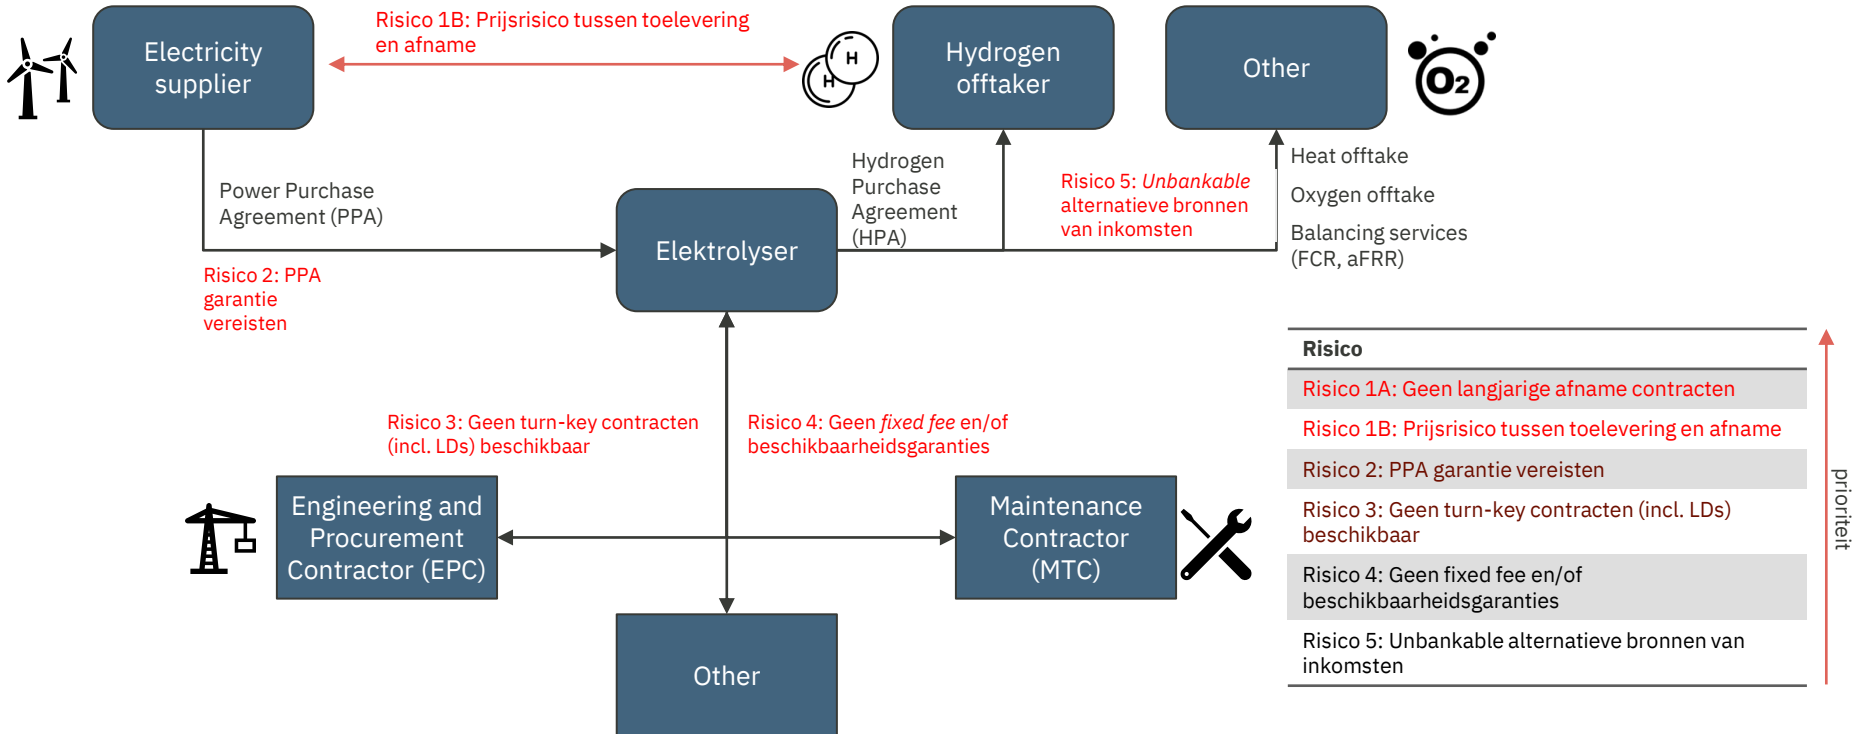 Risico 1B: Prijsrisico tussen toelevering
en afname
Electricity
supplier
H
H
Hydrogen
offtaker
Other
O2
Power Purchase
Agreement (PPA)
Hydrogen
Purchase
Agreement
(HPA)
Risico 5: Unbankable
alternatieve bronnen
van inkomsten
Heat offtake
Oxygen offtake
Balancing services
(FCR, aFRR)
Elektrolyser
Risico 2: PPA
garantie
vereisten
Risico 3: Geen turn-key contracten
(incl. LDs) beschikbaar
Risico 4: Geen fixed fee en/of
beschikbaarheidsgaranties
Engineering and
Procurement
Contractor (EPC)
Maintenance
Contractor
(MTC)
Other
Risico
Risico 1A: Geen langjarige afname contracten
Risico 1B: Prijsrisico tussen toelevering en afname
Risico 2: PPA garantie vereisten
Risico 3: Geen turn-key contracten (incl. LDs)
beschikbaar
Risico 4: Geen fixed fee en/of
beschikbaarheidsgaranties
Risico 5: Unbankable alternatieve bronnen van
inkomsten
prioriteit